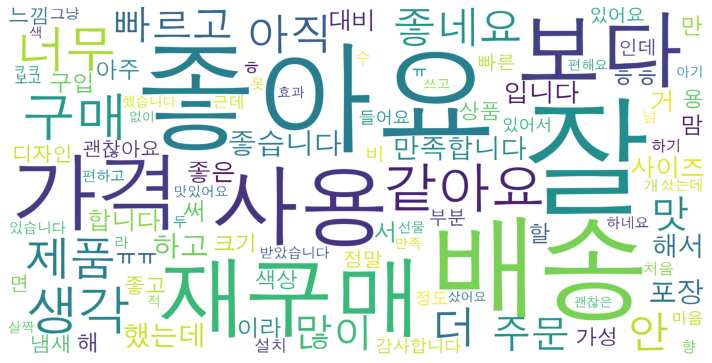 느낌 그냥 빠르고 아직 대비 좋네요 있어요 만
색 너무 아주 ㅎ 좋아요 수 ㅠ 빠른 보다 인데 편해요 아기
ㅋㅋ 보고 구입 쓰고 ㅎㅎ
구매 했습니다 근데 못 효과 들어요 상품 입니다 거 용
없이 좋습니다 있어서 잘 넘 맘
디자인 괜찮아요 비 만족합니다 하기 사이즈
가격 좋은 사용 같아요 개샀는데
편하고 맛있어요 맛
있습니다 합니다 써 두 서 선물 부분 배송 하네요
제품 라 받았습니다 만족 할 해서
ㅠㅠ 하고 크기 재구매 정말 처음
면 생각 좋고 색상 정도 샀어요 더 괜찮은 포장
적 많이 주문 안 마음
살짝 냄새 해 했는데 이라 설치 감사합니다 가성 향